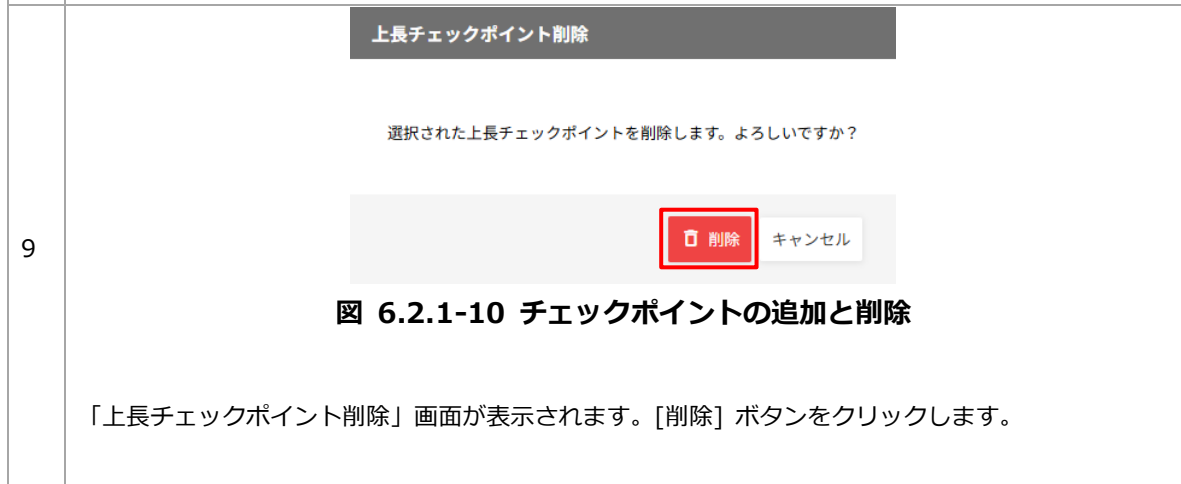 上長チェックポイント削除
選択された上長チェックポイントを削除します。よろしいですか？
削除 キャンセル
9
図 6.2.1-10 チェックポイントの追加と削除
「上長チェックポイント削除」画面が表示されます。[削除] ボタンをクリックします。